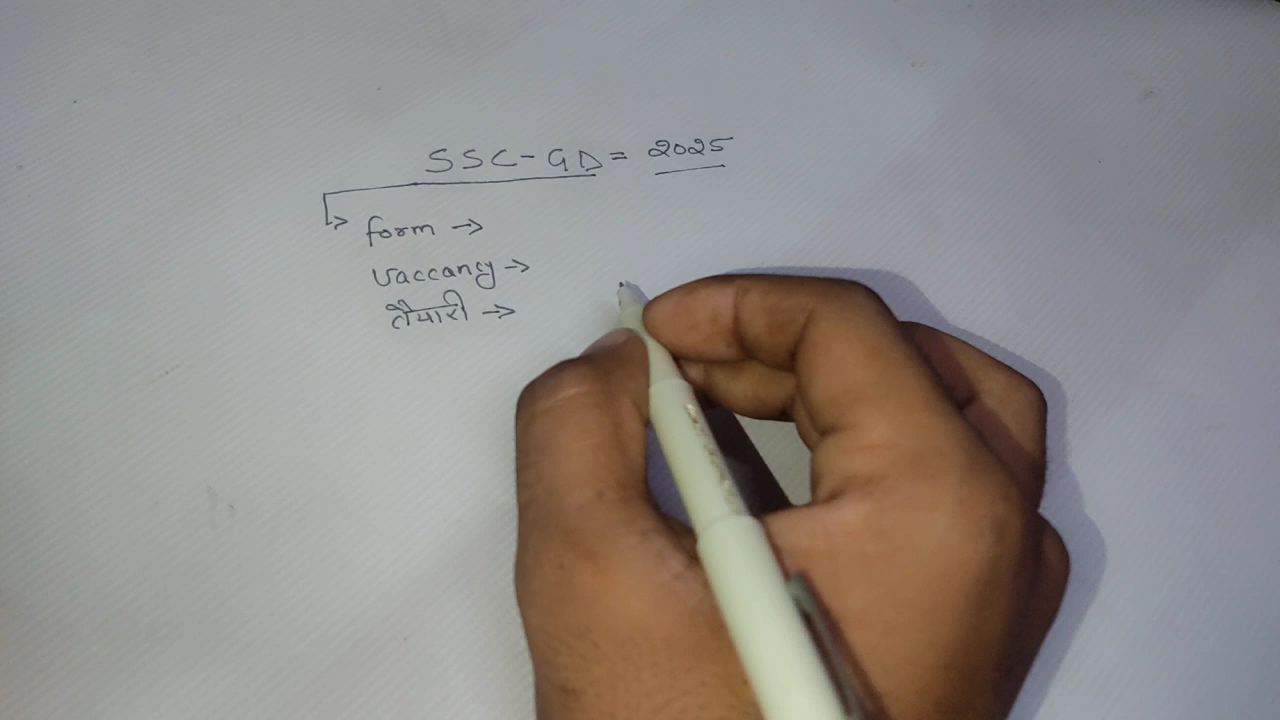 SSC-GD = 2025
form →
vaccancy →
तैयारी →